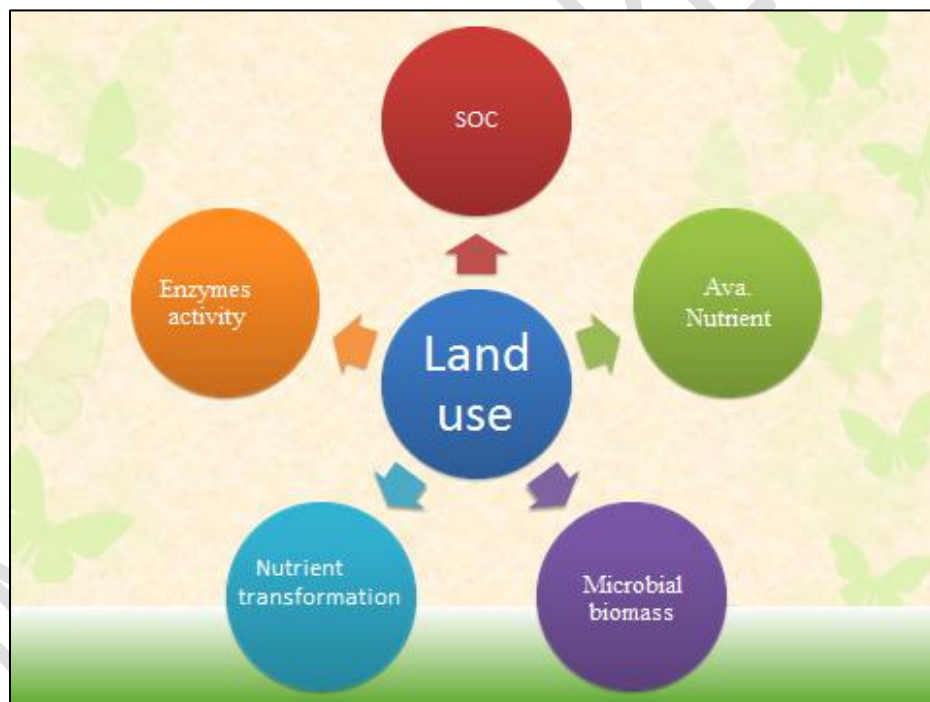 SOC
Enzymes
activity
Ava.
Nutrient
Land
use
Nutrient
transformation
Microbial
biomass